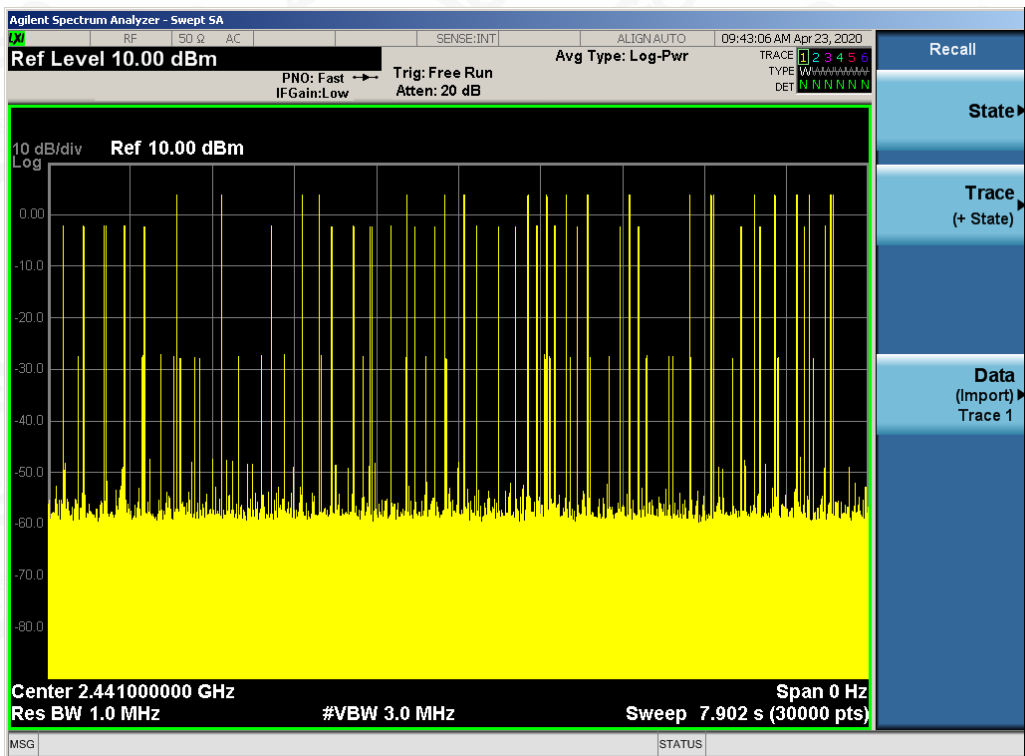 Agilent Spectrum Analyzer - Swept SA
LXI RF 50 Ω AC SENSE:INT ALIGNAUTO 09:43:06 AM Apr 23, 2020
Ref Level 10.00 dBm
PNO: Fast
IFGain:Low
Trig: Free Run
Atten: 20 dB
Avg Type: Log-Pwr
TRACE 1 2 3 4 5 6
TYPE WWWWWW
DET N N N N N N
10 dB/div Ref 10.00 dBm
Log
0.00
-10.0
-20.0
-30.0
-40.0
-50.0
-60.0
-70.0
-80.0
Center 2.441000000 GHz Span 0 Hz
Res BW 1.0 MHz #VBW 3.0 MHz Sweep 7.902 s (30000 pts)
MSG STATUS
Recall
State
Trace
(+ State)
Data
(Import)
Trace 1